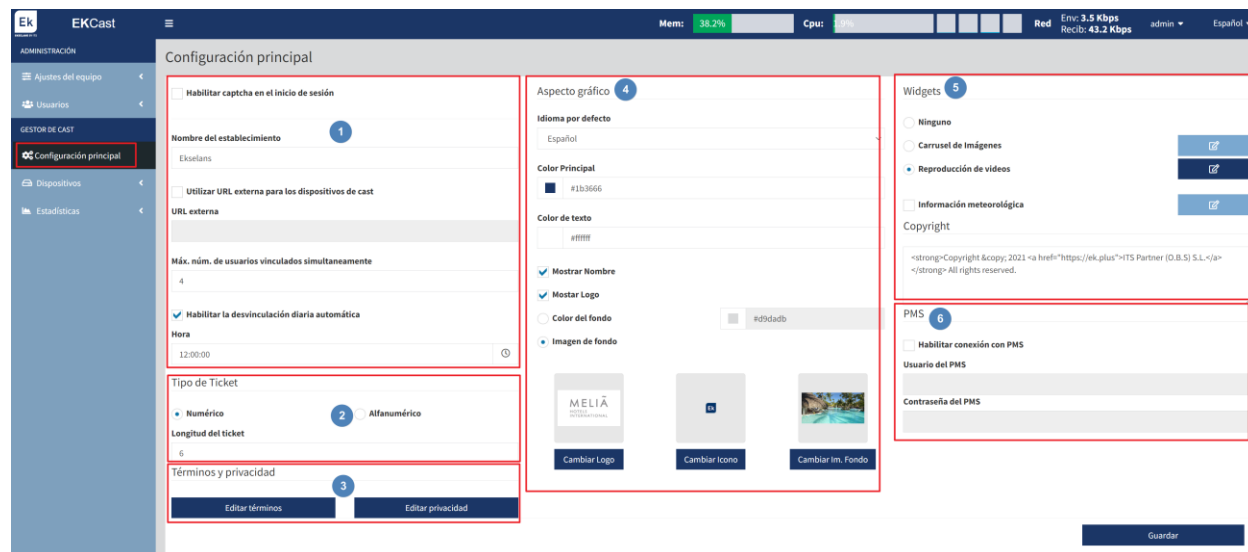 Ek
EKCast
Mem: 38.2%
Cpu: 1.9%
Red
Env: 3.5 Kbps
Recib: 43.2 Kbps
admin
Español
ADMINISTRACIÓN
Ajustes del equipo
Usuarios
GESTOR DE CAST
Configuración principal
Dispositivos
Estadísticas
Configuración principal
Habilitar captcha en el inicio de sesión
1
Nombre del establecimiento
Ekselans
Utilizar URL externa para los dispositivos de cast
URL externa
Máx. núm. de usuarios vinculados simultaneamente
4
Habilitar la desvinculación diaria automática
Hora
12:00:00
Tipo de Ticket
Numérico
2
Alfanumérico
Longitud del ticket
6
Términos y privacidad
3
Editar términos
Editar privacidad
Aspecto gráfico
4
Idioma por defecto
Español
Color Principal
#1b3666
Color de texto
#ffffff
Mostrar Nombre
Mostar Logo
Color del fondo
#d9dadb
Imagen de fondo
MELIÃ
HOTELS
INTERNATIONAL
Ek
Cambiar Logo
Cambiar Icono
Cambiar Im. Fondo
Widgets
5
Ninguno
Carrusel de Imágenes
Reproducción de videos
Información meteorológica
Copyright
<strong>Copyright &copy; 2021 <a href="https://ek.plus">ITS Partner (O.B.S) S.L.</a>
</strong> All rights reserved.
PMS
6
Habilitar conexión con PMS
Usuario del PMS
Contraseña del PMS
Guardar